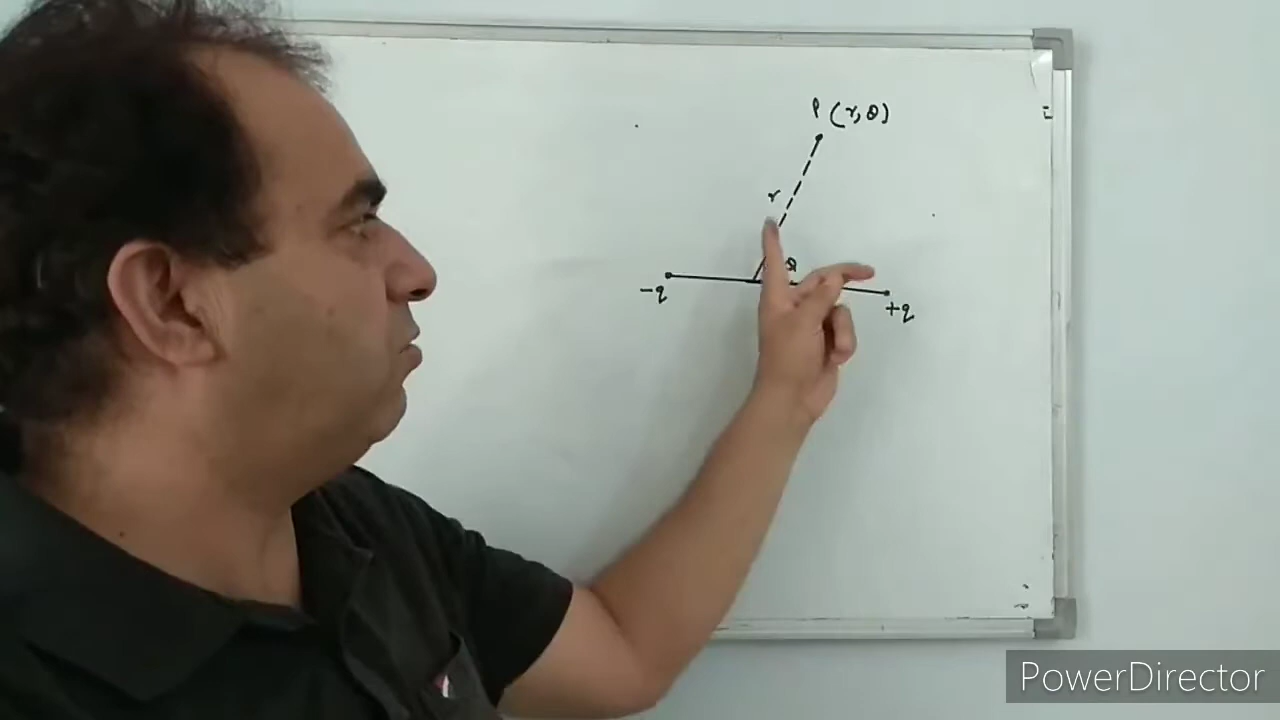 P (r, θ)
r
θ
-q
+q
PowerDirector